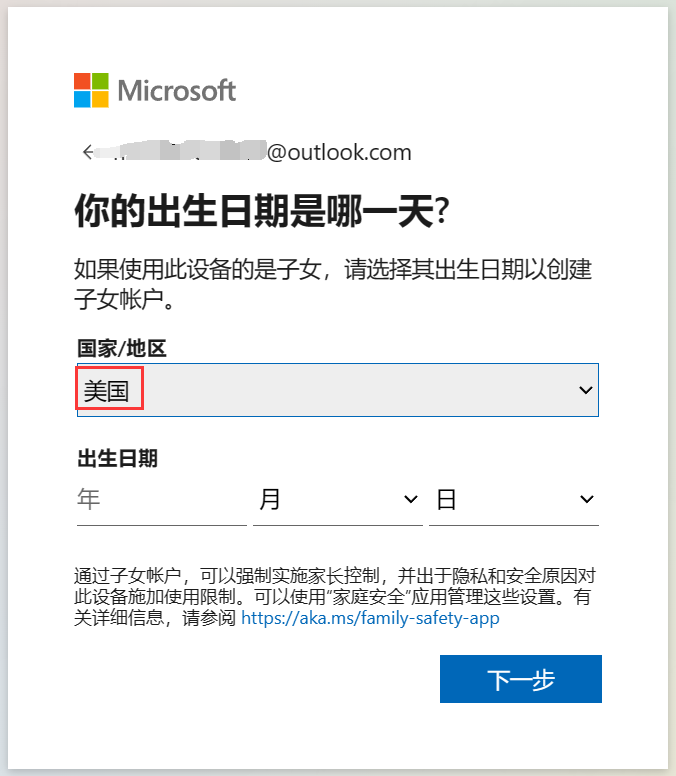 Microsoft
@outlook.com
你的出生日期是哪一天?
如果使用此设备的是子女，请选择其出生日期以创建
子女帐户。
国家/地区
美国
出生日期
年 月 日
通过子女帐户，可以强制实施家长控制，并出于隐私和安全原因对
此设备施加使用限制。可以使用“家庭安全”应用管理这些设置。有
关详细信息，请参阅 https://aka.ms/family-safety-app
下一步